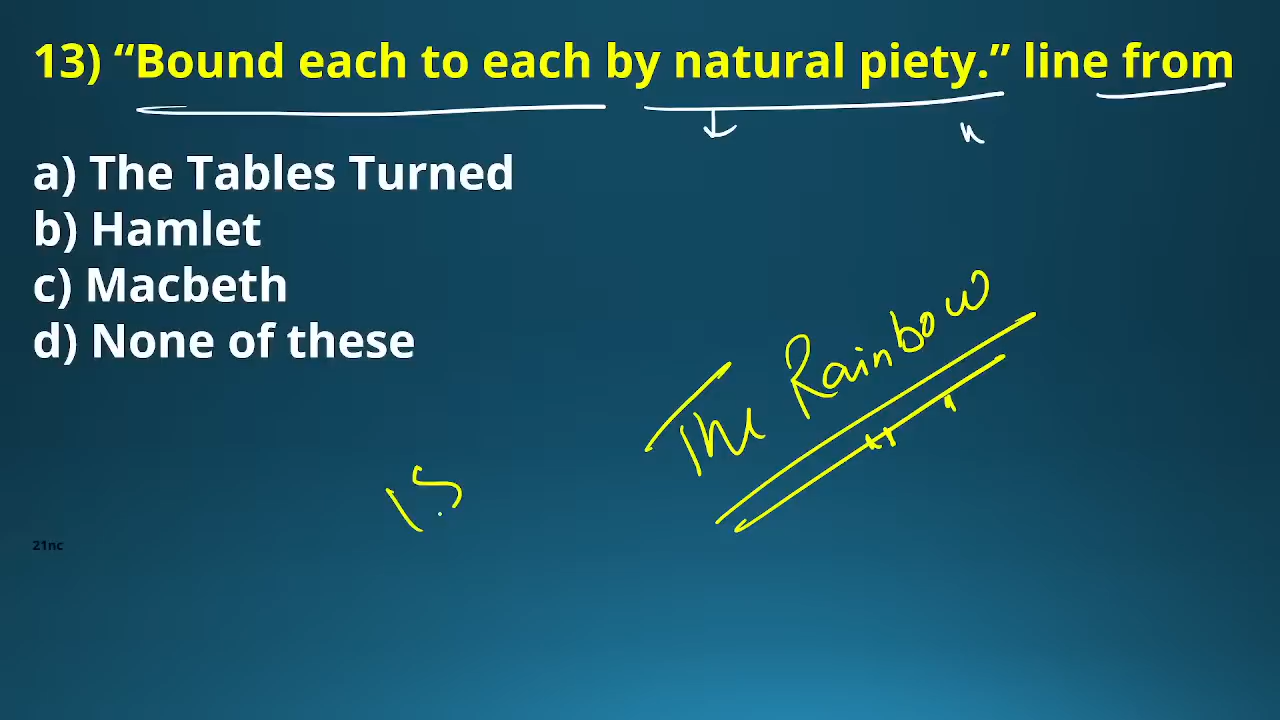 13) “Bound each to each by natural piety.” line from
a) The Tables Turned
b) Hamlet
c) Macbeth
d) None of these
The Rainbow
21nc